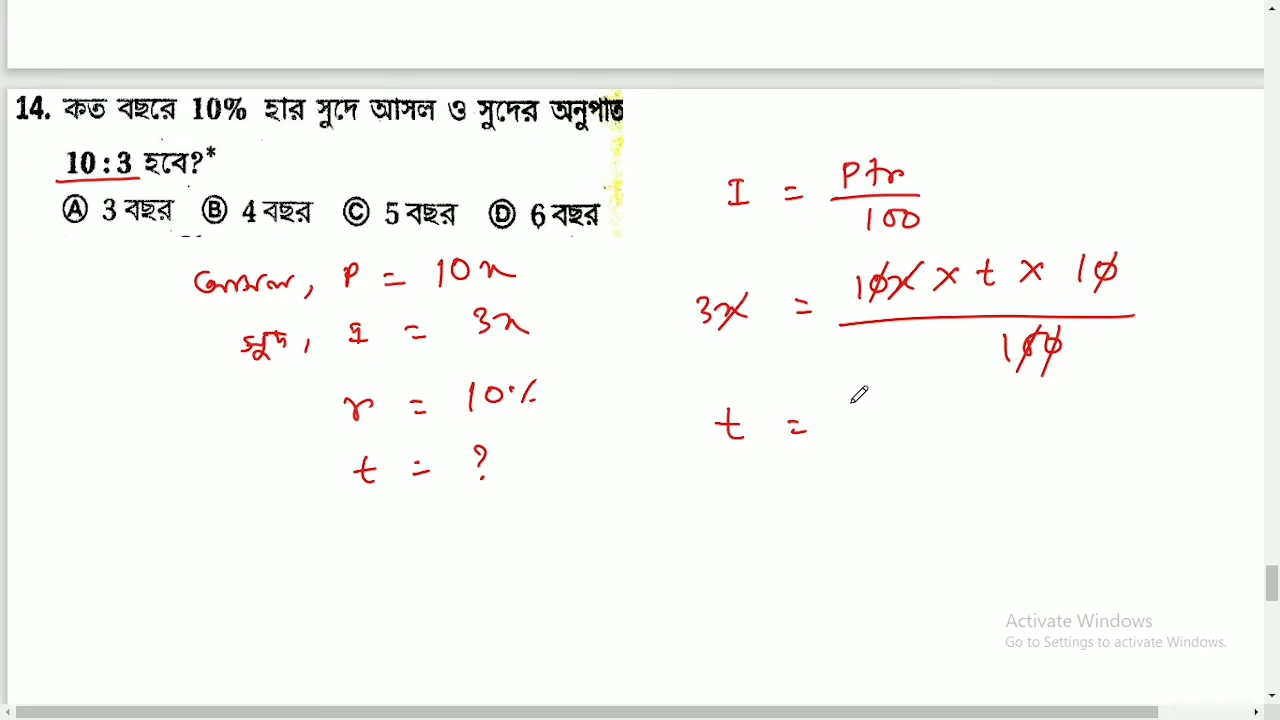 14. কত বছরে 10% হার সুদে আসল ও সুদের অনুপাত
10 : 3 হবে?*
Ⓐ 3 বছর Ⓑ 4 বছর Ⓒ 5 বছর Ⓓ 6 বছর
আসল, P = 10x
সুদ, I = 3x
r = 10%
t = ?
I = Ptr
100
3x = 10x × t × 10
100
t =
Activate Windows
Go to Settings to activate Windows.